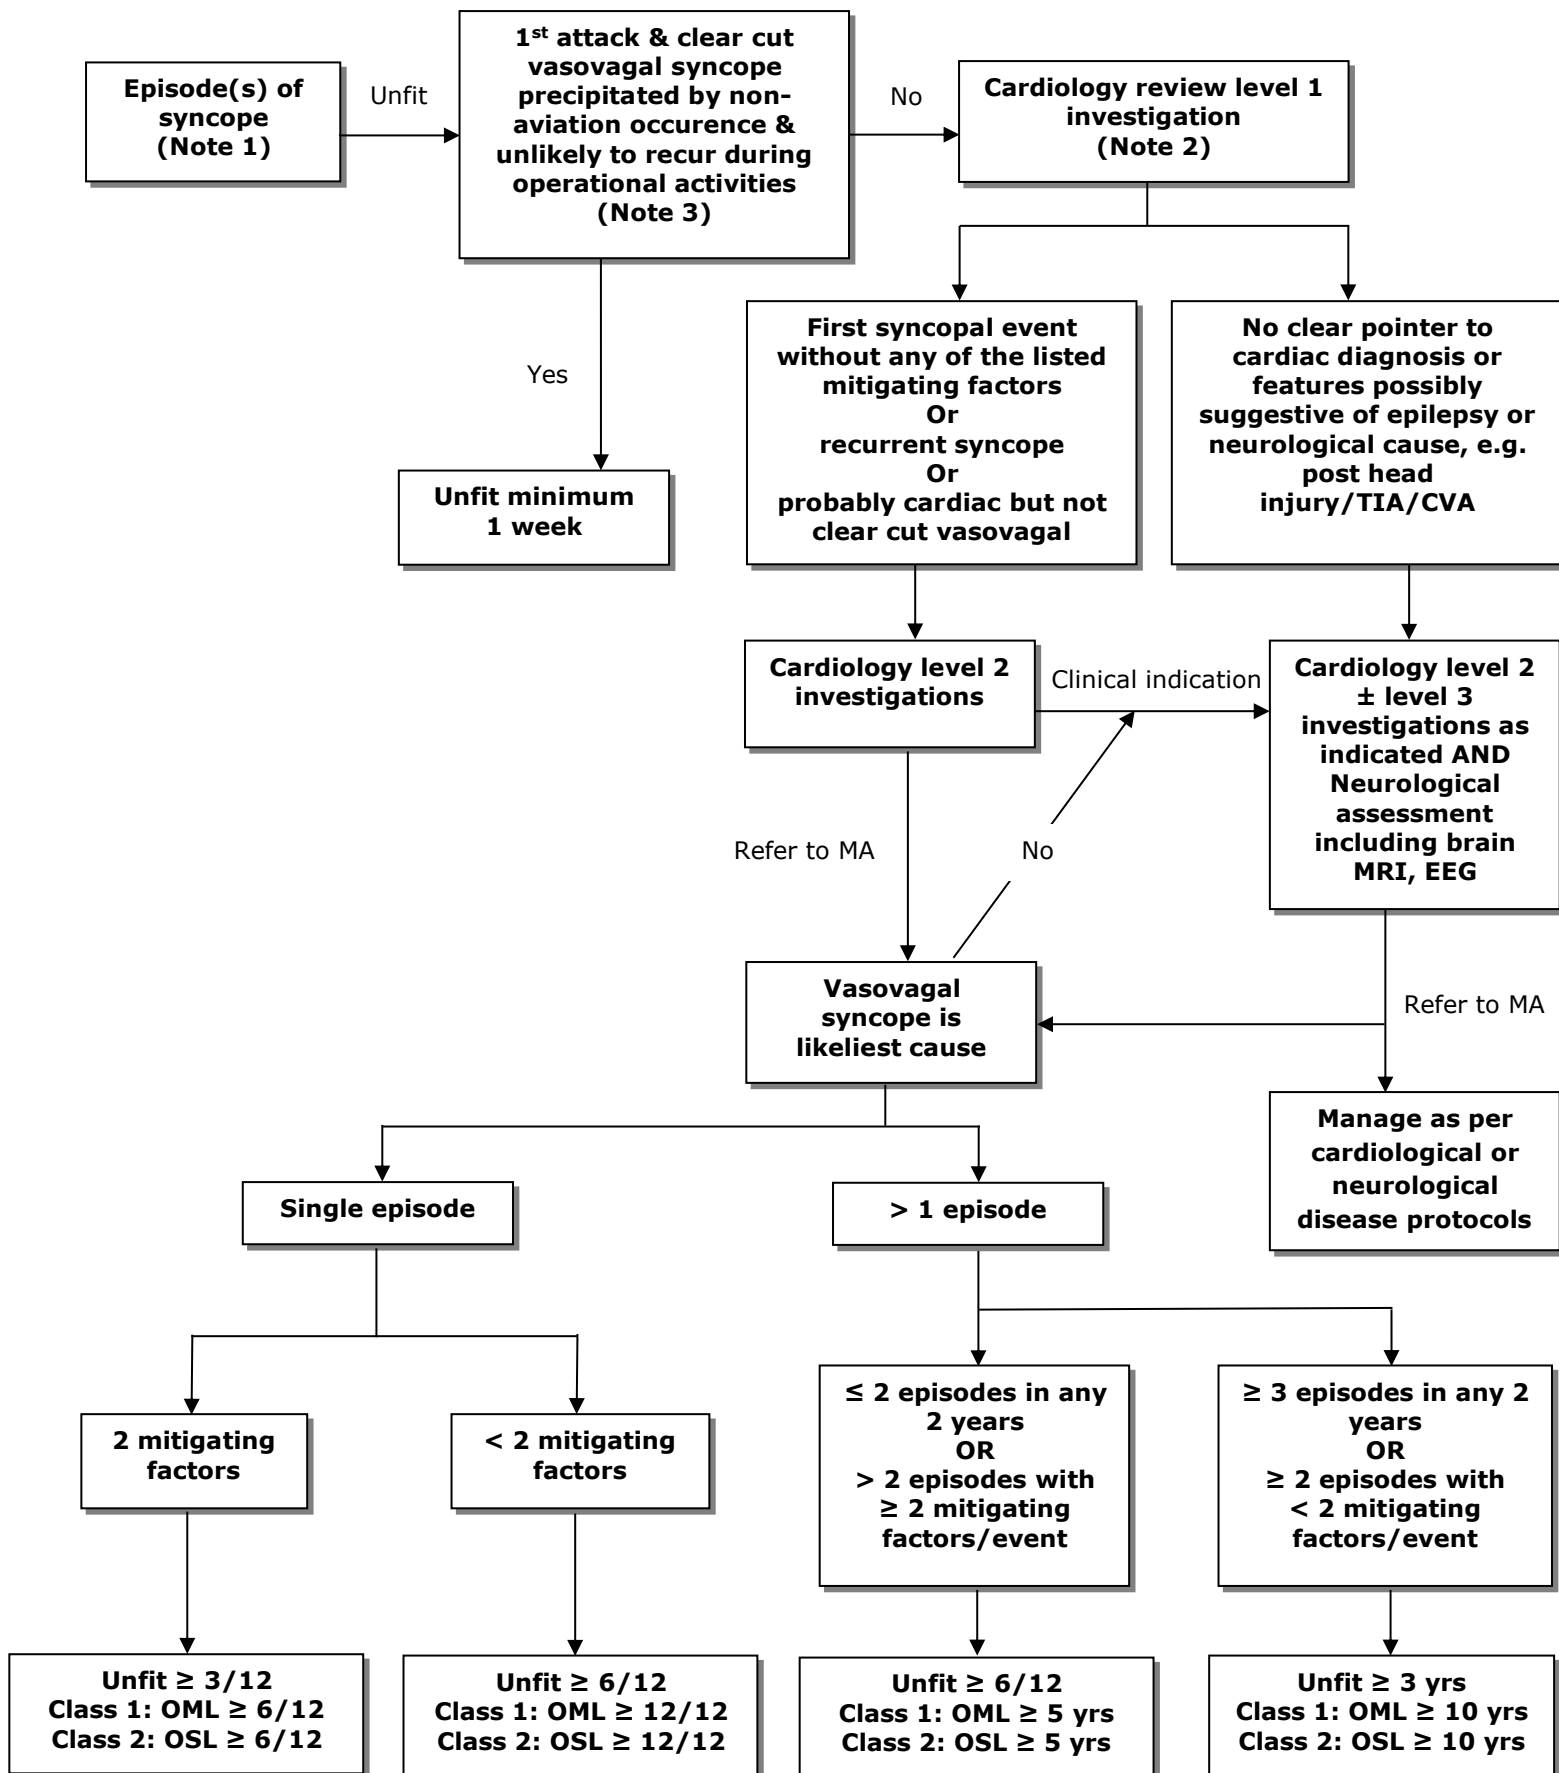 Episode(s) of
syncope
(Note 1)
Unfit
1st attack & clear cut
vasovagal syncope
precipitated by non-
aviation occurence &
unlikely to recur during
operational activities
(Note 3)
No
Cardiology review level 1
investigation
(Note 2)
Yes
Unfit minimum
1 week
First syncopal event
without any of the listed
mitigating factors
Or
recurrent syncope
Or
probably cardiac but not
clear cut vasovagal
No clear pointer to
cardiac diagnosis or
features possibly
suggestive of epilepsy or
neurological cause, e.g.
post head
injury/TIA/CVA
Cardiology level 2
investigations
Clinical indication
Cardiology level 2
± level 3
investigations as
indicated AND
Neurological
assessment
including brain
MRI, EEG
Refer to MA
No
Vasovagal
syncope is
likeliest cause
Refer to MA
Manage as per
cardiological or
neurological
disease protocols
Single episode
> 1 episode
2 mitigating
factors
< 2 mitigating
factors
≤ 2 episodes in any
2 years
OR
> 2 episodes with
≥ 2 mitigating
factors/event
≥ 3 episodes in any 2
years
OR
≥ 2 episodes with
< 2 mitigating
factors/event
Unfit ≥ 3/12
Class 1: OML ≥ 6/12
Class 2: OSL ≥ 6/12
Unfit ≥ 6/12
Class 1: OML ≥ 12/12
Class 2: OSL ≥ 12/12
Unfit ≥ 6/12
Class 1: OML ≥ 5 yrs
Class 2: OSL ≥ 5 yrs
Unfit ≥ 3 yrs
Class 1: OML ≥ 10 yrs
Class 2: OSL ≥ 10 yrs